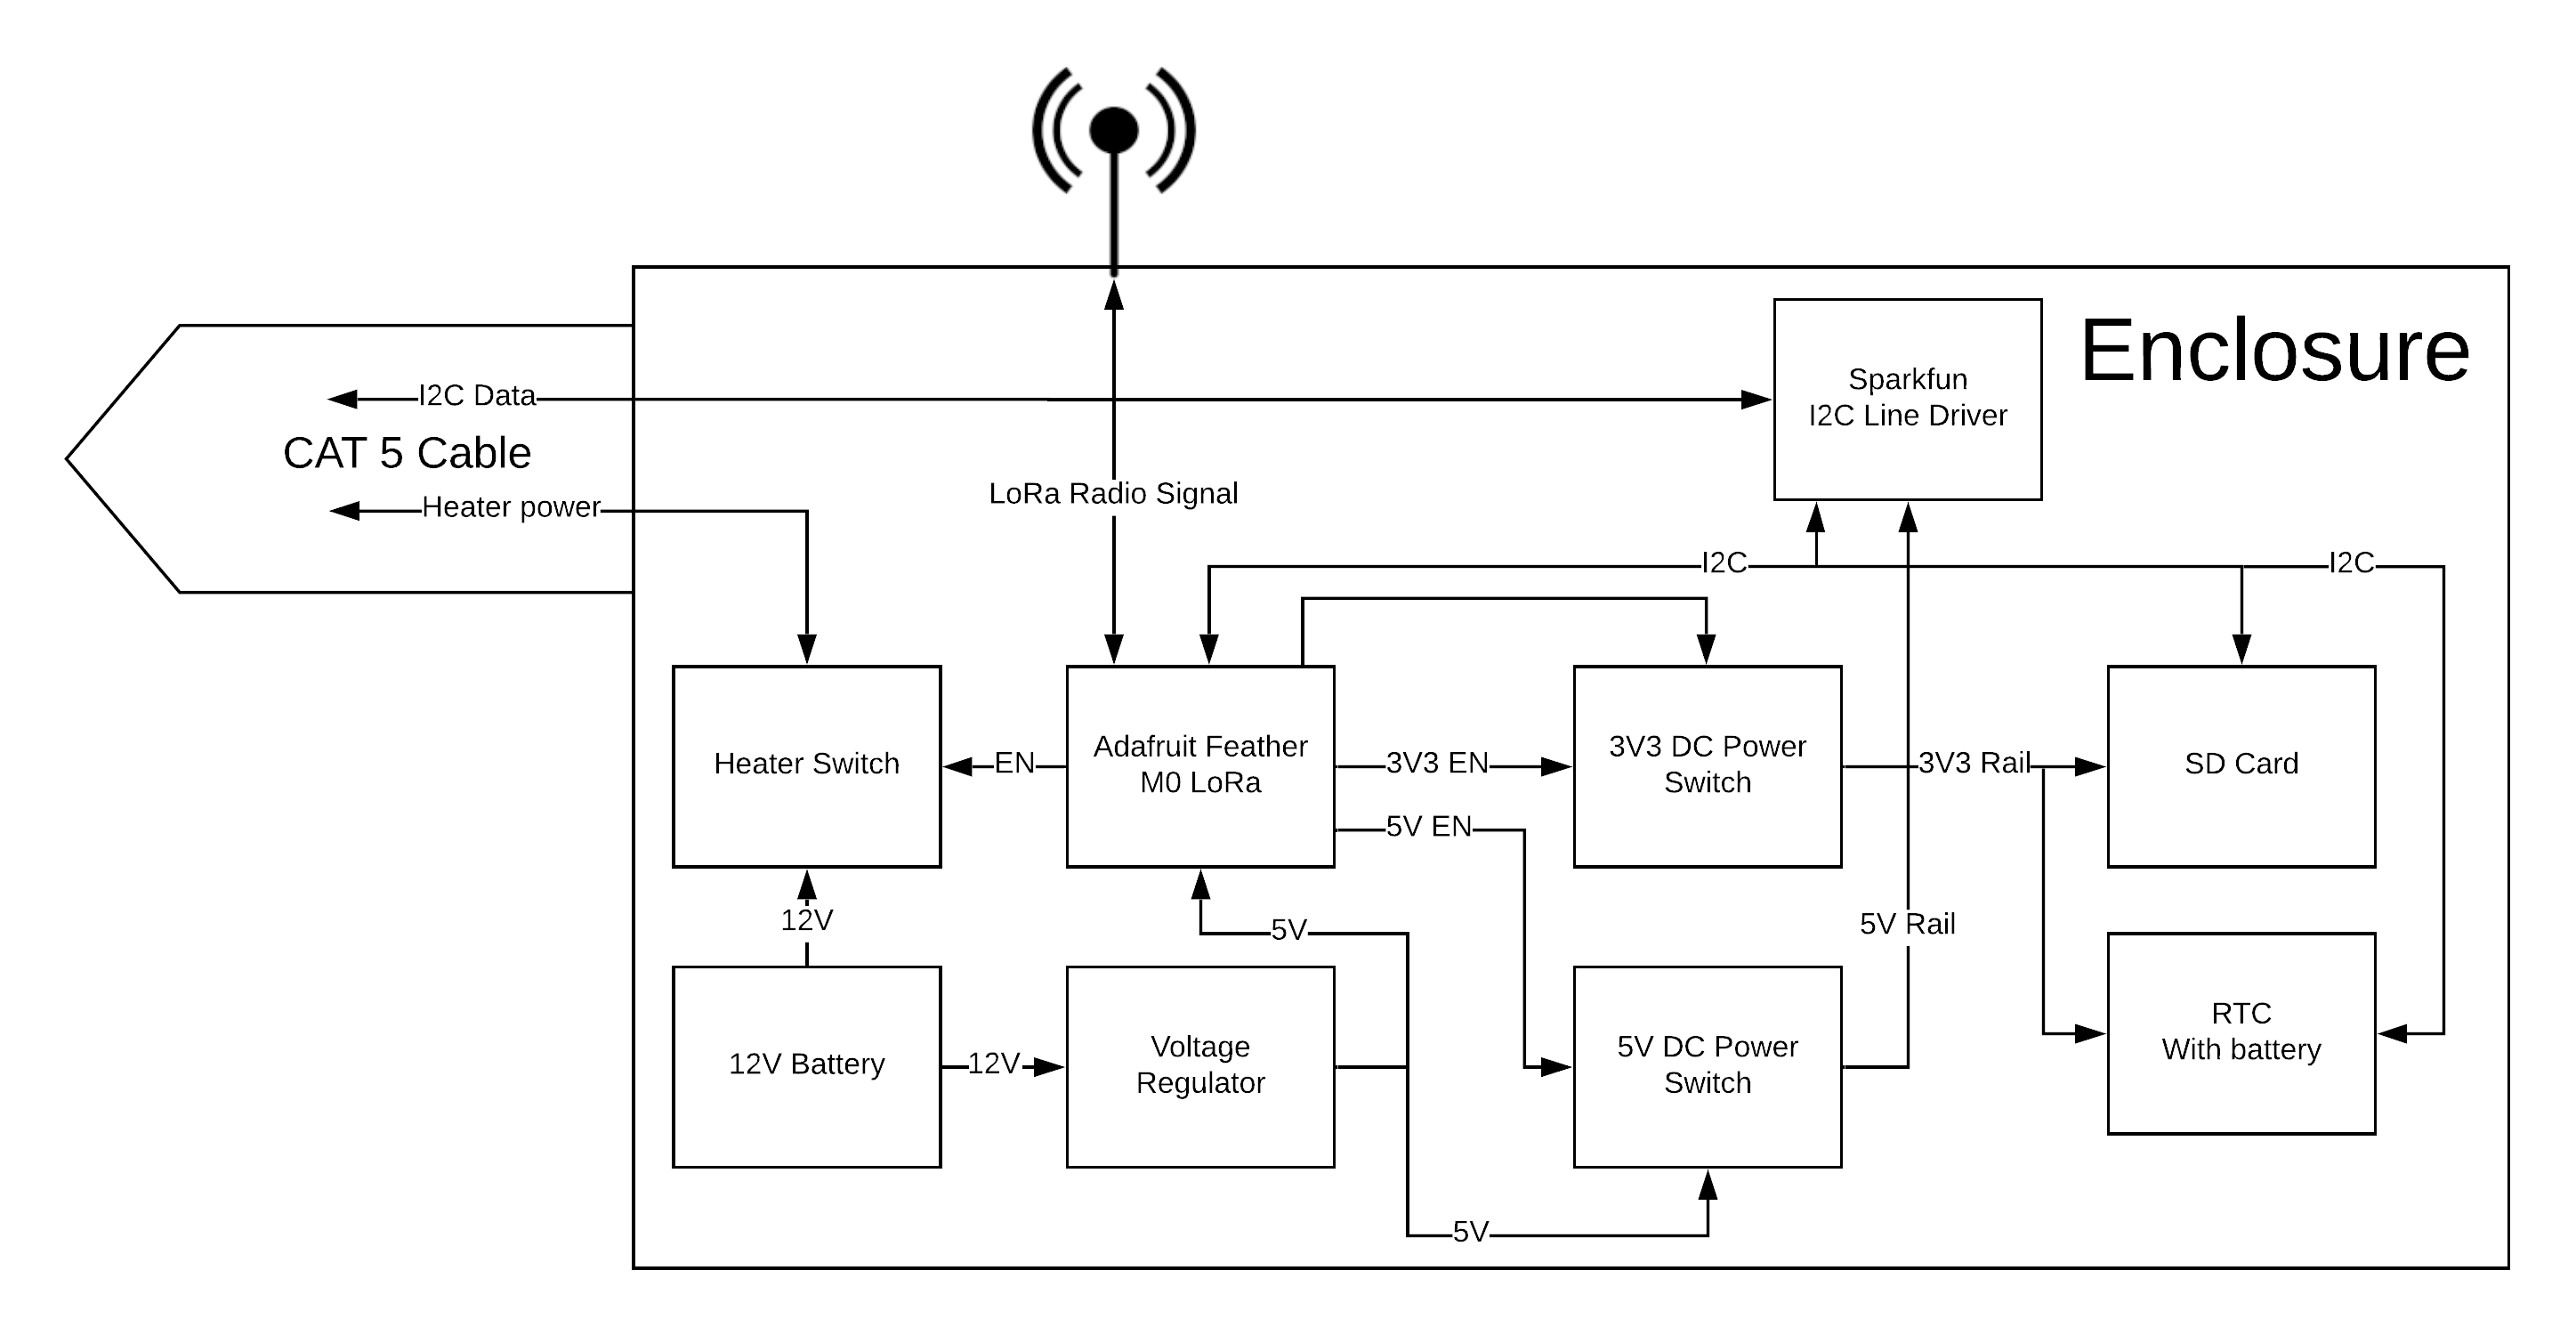 Enclosure
Sparkfun
I2C Line Driver
I2C Data
CAT 5 Cable
Heater power
LoRa Radio Signal
I2C
I2C
Heater Switch
EN
Adafruit Feather
M0 LoRa
3V3 EN
5V EN
3V3 DC Power
Switch
3V3 Rail
SD Card
12V
5V
5V Rail
12V Battery
12V
Voltage
Regulator
5V DC Power
Switch
RTC
With battery
5V